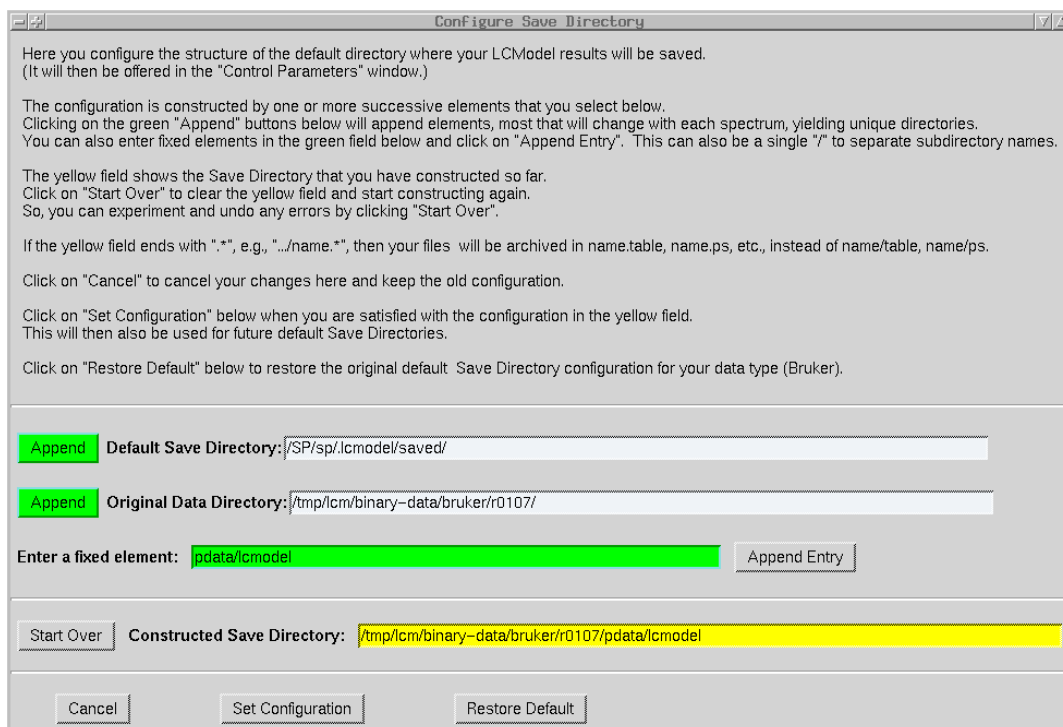 Configure Save Directory
Here you configure the structure of the default directory where your LCModel results will be saved.
(It will then be offered in the "Control Parameters" window.)
The configuration is constructed by one or more successive elements that you select below.
Clicking on the green "Append" buttons below will append elements, most that will change with each spectrum, yielding unique directories.
You can also enter fixed elements in the green field below and click on "Append Entry".  This can also be a single "/" to separate subdirectory names.
The yellow field shows the Save Directory that you have constructed so far.
Click on "Start Over" to clear the yellow field and start constructing again.
So, you can experiment and undo any errors by clicking "Start Over".
If the yellow field ends with ".*", e.g., ".../name.*", then your files  will be archived in name.table, name.ps, etc., instead of name/table, name/ps.
Click on "Cancel" to cancel your changes here and keep the old configuration.
Click on "Set Configuration" below when you are satisfied with the configuration in the yellow field.
This will then also be used for future default Save Directories.
Click on "Restore Default" below to restore the original default  Save Directory configuration for your data type (Bruker).
Append Default Save Directory: /SP/sp/.lcmodel/saved/
Append Original Data Directory: /tmp/lcm/binary-data/bruker/r0107/
Enter a fixed element: pdata/lcmodel Append Entry
Start Over Constructed Save Directory: /tmp/lcm/binary-data/bruker/r0107/pdata/lcmodel
Cancel Set Configuration Restore Default